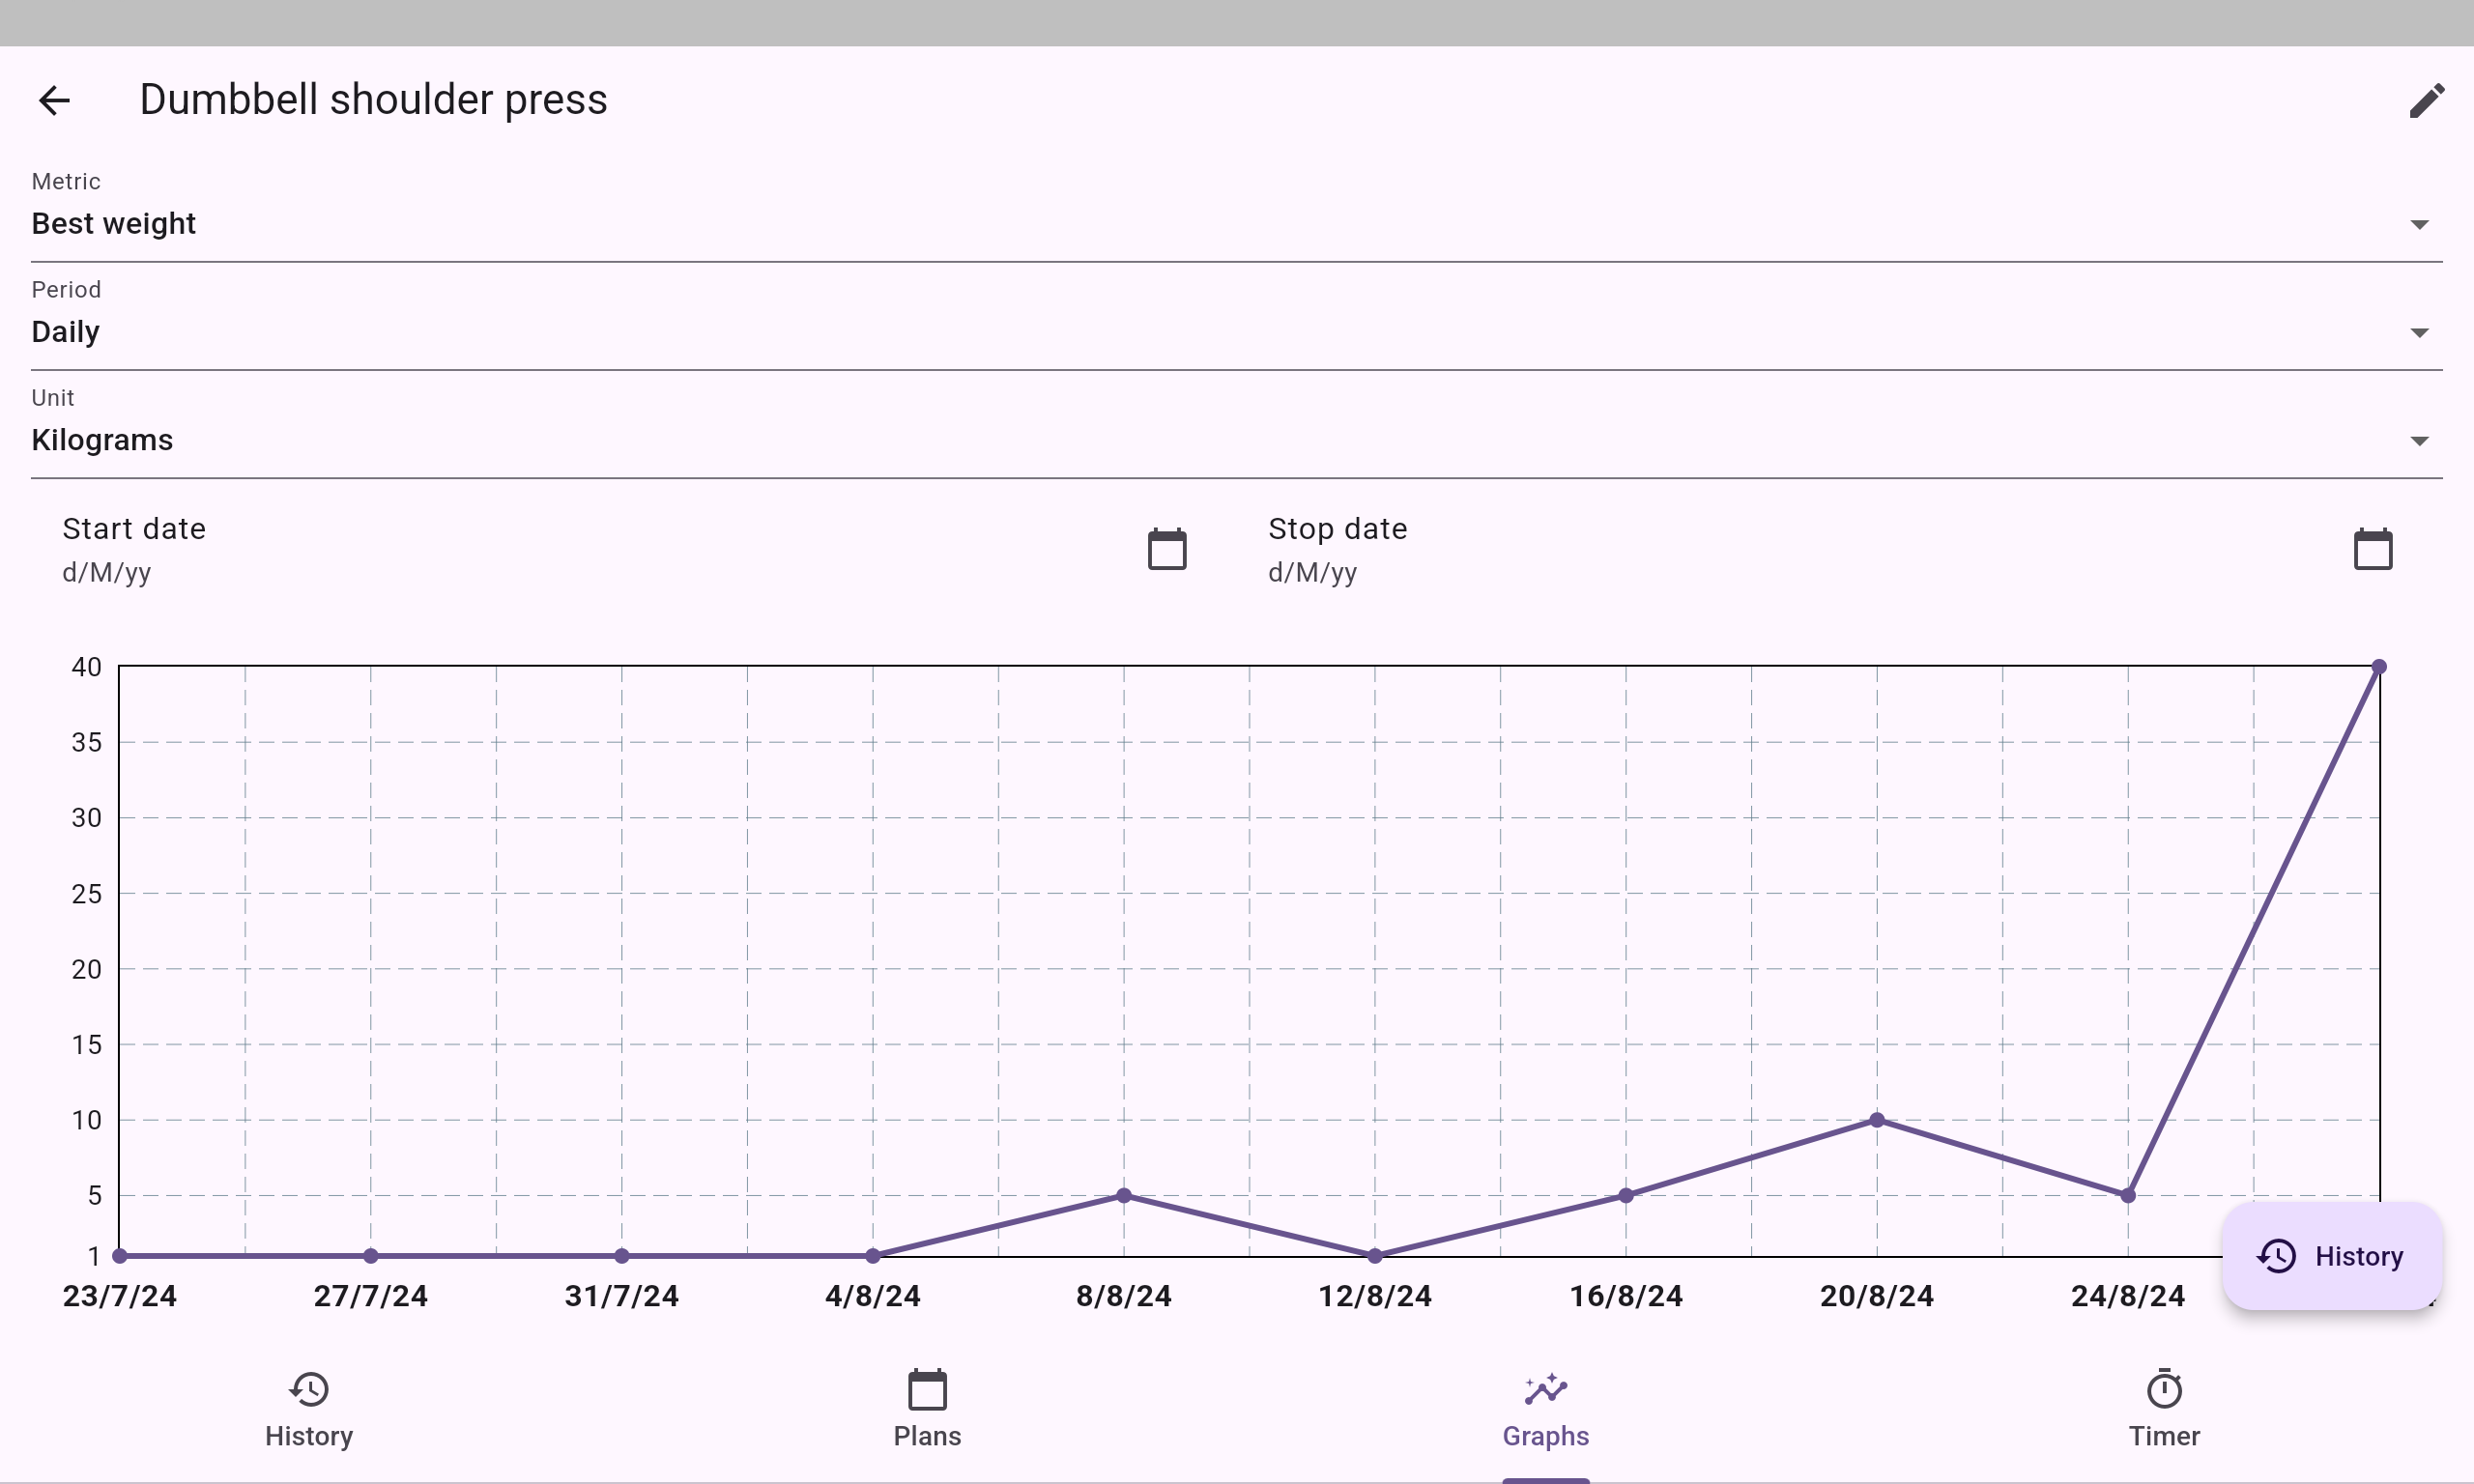 Dumbbell shoulder press
Metric
Best weight
Period
Daily
Unit
Kilograms
Start date
d/M/yy
Stop date
d/M/yy
40
35
30
25
20
15
10
5
1
23/7/24 27/7/24 31/7/24 4/8/24 8/8/24 12/8/24 16/8/24 20/8/24 24/8/24
History
History Plans Graphs Timer